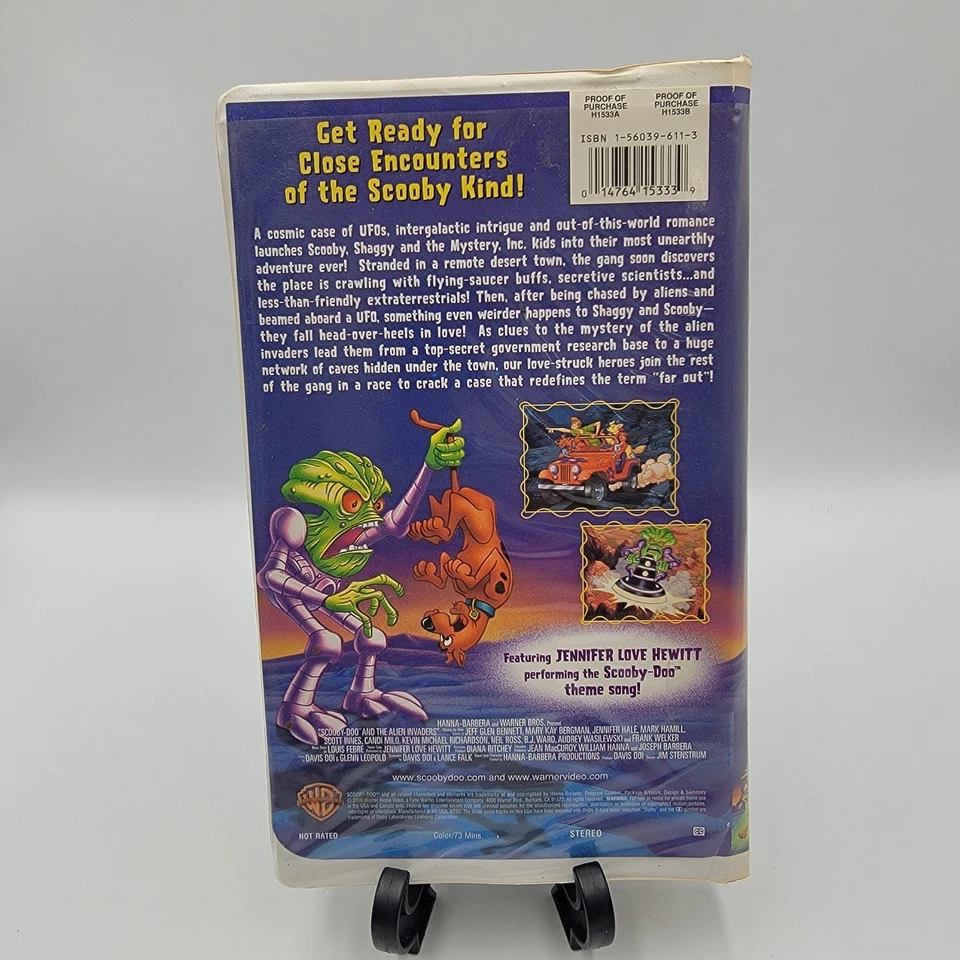 PROOF OF PURCHASE H1533A
PROOF OF PURCHASE H1533B
ISBN 1-56039-611-3
0 14764 15333 9
Get Ready for
Close Encounters
of the Scooby Kind!
A cosmic case of UFOs, intergalactic intrigue and out-of-this-world romance
launches Scooby, Shaggy and the Mystery, Inc. kids into their most unearthly
adventure ever! Stranded in a remote desert town, the gang soon discovers
the place is crawling with flying-saucer buffs, secretive scientists...and
less-than-friendly extraterrestrials! Then, after being chased by aliens and
beamed aboard a UFO, something even weirder happens to Shaggy and Scooby—
they fall head-over-heels in love! As clues to the mystery of the alien
invaders lead them from a top-secret government research base to a huge
network of caves hidden under the town, our love-struck heroes join the rest
of the gang in a race to crack a case that redefines the term "far out"!
Featuring JENNIFER LOVE HEWITT
performing the Scooby-Doo™
theme song!
HANNA-BARBERA and WARNER BROS. Present
"SCOOBY-DOO AND THE ALIEN INVADERS" JEFF GLEN BENNETT, MARY KAY BERGMAN, JENNIFER HALE, MARK HAMILL,
SCOTT INNES, CANDI MILO, KEVIN MICHAEL RICHARDSON, NEIL ROSS, B.J. WARD, AUDREY WASILEWSKI and FRANK WELKER
LOUIS FEBRE JENNIFER LOVE HEWITT DIANA RITCHEY JEAN MacCURDY, WILLIAM HANNA and JOSEPH BARBERA
DAVIS DOI & GLENN LEOPOLD DAVIS DOI & LANCE FALK HANNA-BARBERA PRODUCTIONS DAVIS DOI JIM STENSTRUM
www.scoobydoo.com and www.warnervideo.com
NOT RATED
Color/73 Mins
STEREO
CC